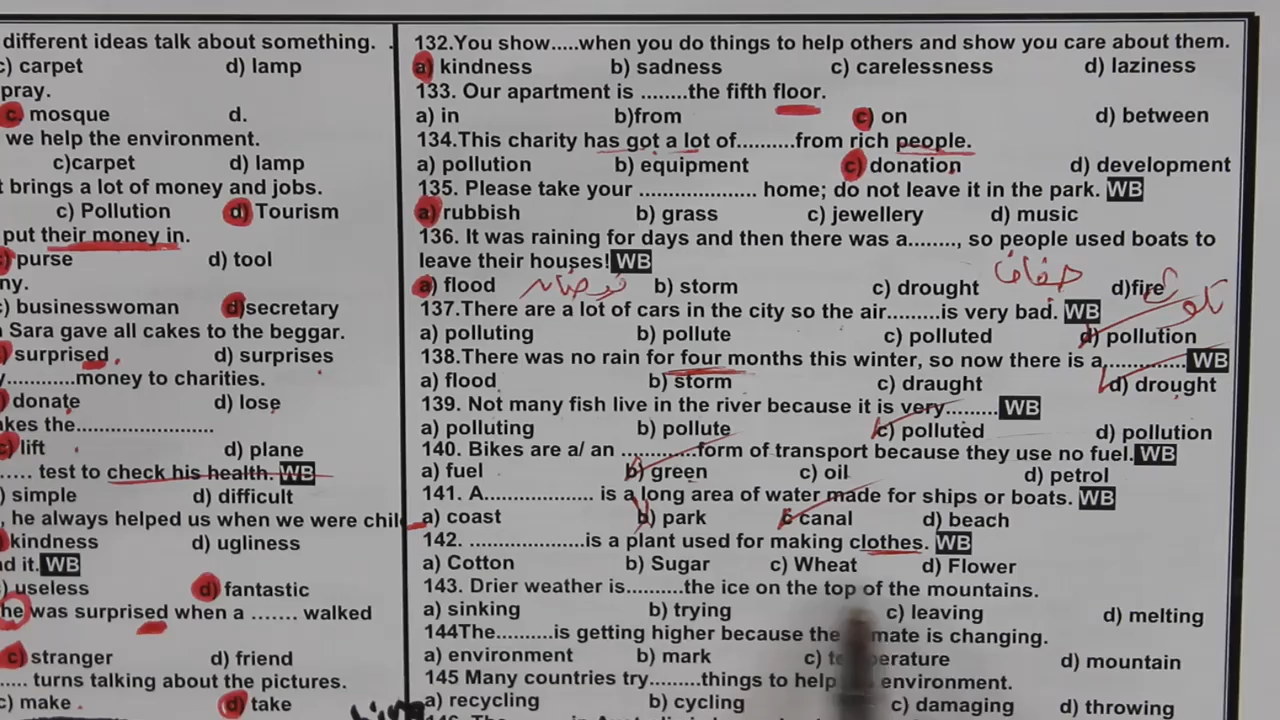 different ideas talk about something.
c) carpet d) lamp
pray.
c. mosque d.
we help the environment.
c)carpet d) lamp
t brings a lot of money and jobs.
c) Pollution d) Tourism
put their money in.
purse d) tool
ny.
c) businesswoman d)secretary
Sara gave all cakes to the beggar.
) surprised d) surprises
y............money to charities.
donate d) lose
kes the........................
lift d) plane
..... test to check his health. WB
) simple d) difficult
, he always helped us when we were chil
kindness d) ugliness
d it. WB
) useless d) fantastic
he was surprised when a ....... walked
c) stranger d) friend
..... turns talking about the pictures.
c) make d) take
132.You show.....when you do things to help others and show you care about them.
a) kindness b) sadness c) carelessness d) laziness
133. Our apartment is ........the fifth floor.
a) in b)from c) on d) between
134.This charity has got a lot of..........from rich people.
a) pollution b) equipment c) donation d) development
135. Please take your .................. home; do not leave it in the park. WB
a) rubbish b) grass c) jewellery d) music
136. It was raining for days and then there was a........, so people used boats to
leave their houses! WB
a) flood b) storm c) drought d)fire
137.There are a lot of cars in the city so the air.........is very bad. WB
a) polluting b) pollute c) polluted d) pollution
138.There was no rain for four months this winter, so now there is a............. WB
a) flood b) storm c) draught d) drought
139. Not many fish live in the river because it is very......... WB
a) polluting b) pollute c) polluted d) pollution
140. Bikes are a/ an .............form of transport because they use no fuel. WB
a) fuel b) green c) oil d) petrol
141. A................... is a long area of water made for ships or boats. WB
a) coast b) park c canal d) beach
142. ....................is a plant used for making clothes. WB
a) Cotton b) Sugar c) Wheat d) Flower
143. Drier weather is..........the ice on the top of the mountains.
a) sinking b) trying c) leaving d) melting
144The..........is getting higher because the mate is changing.
a) environment b) mark c) te erature d) mountain
145 Many countries try.........things to help environment.
a) recycling b) cycling c) damaging d) throwing